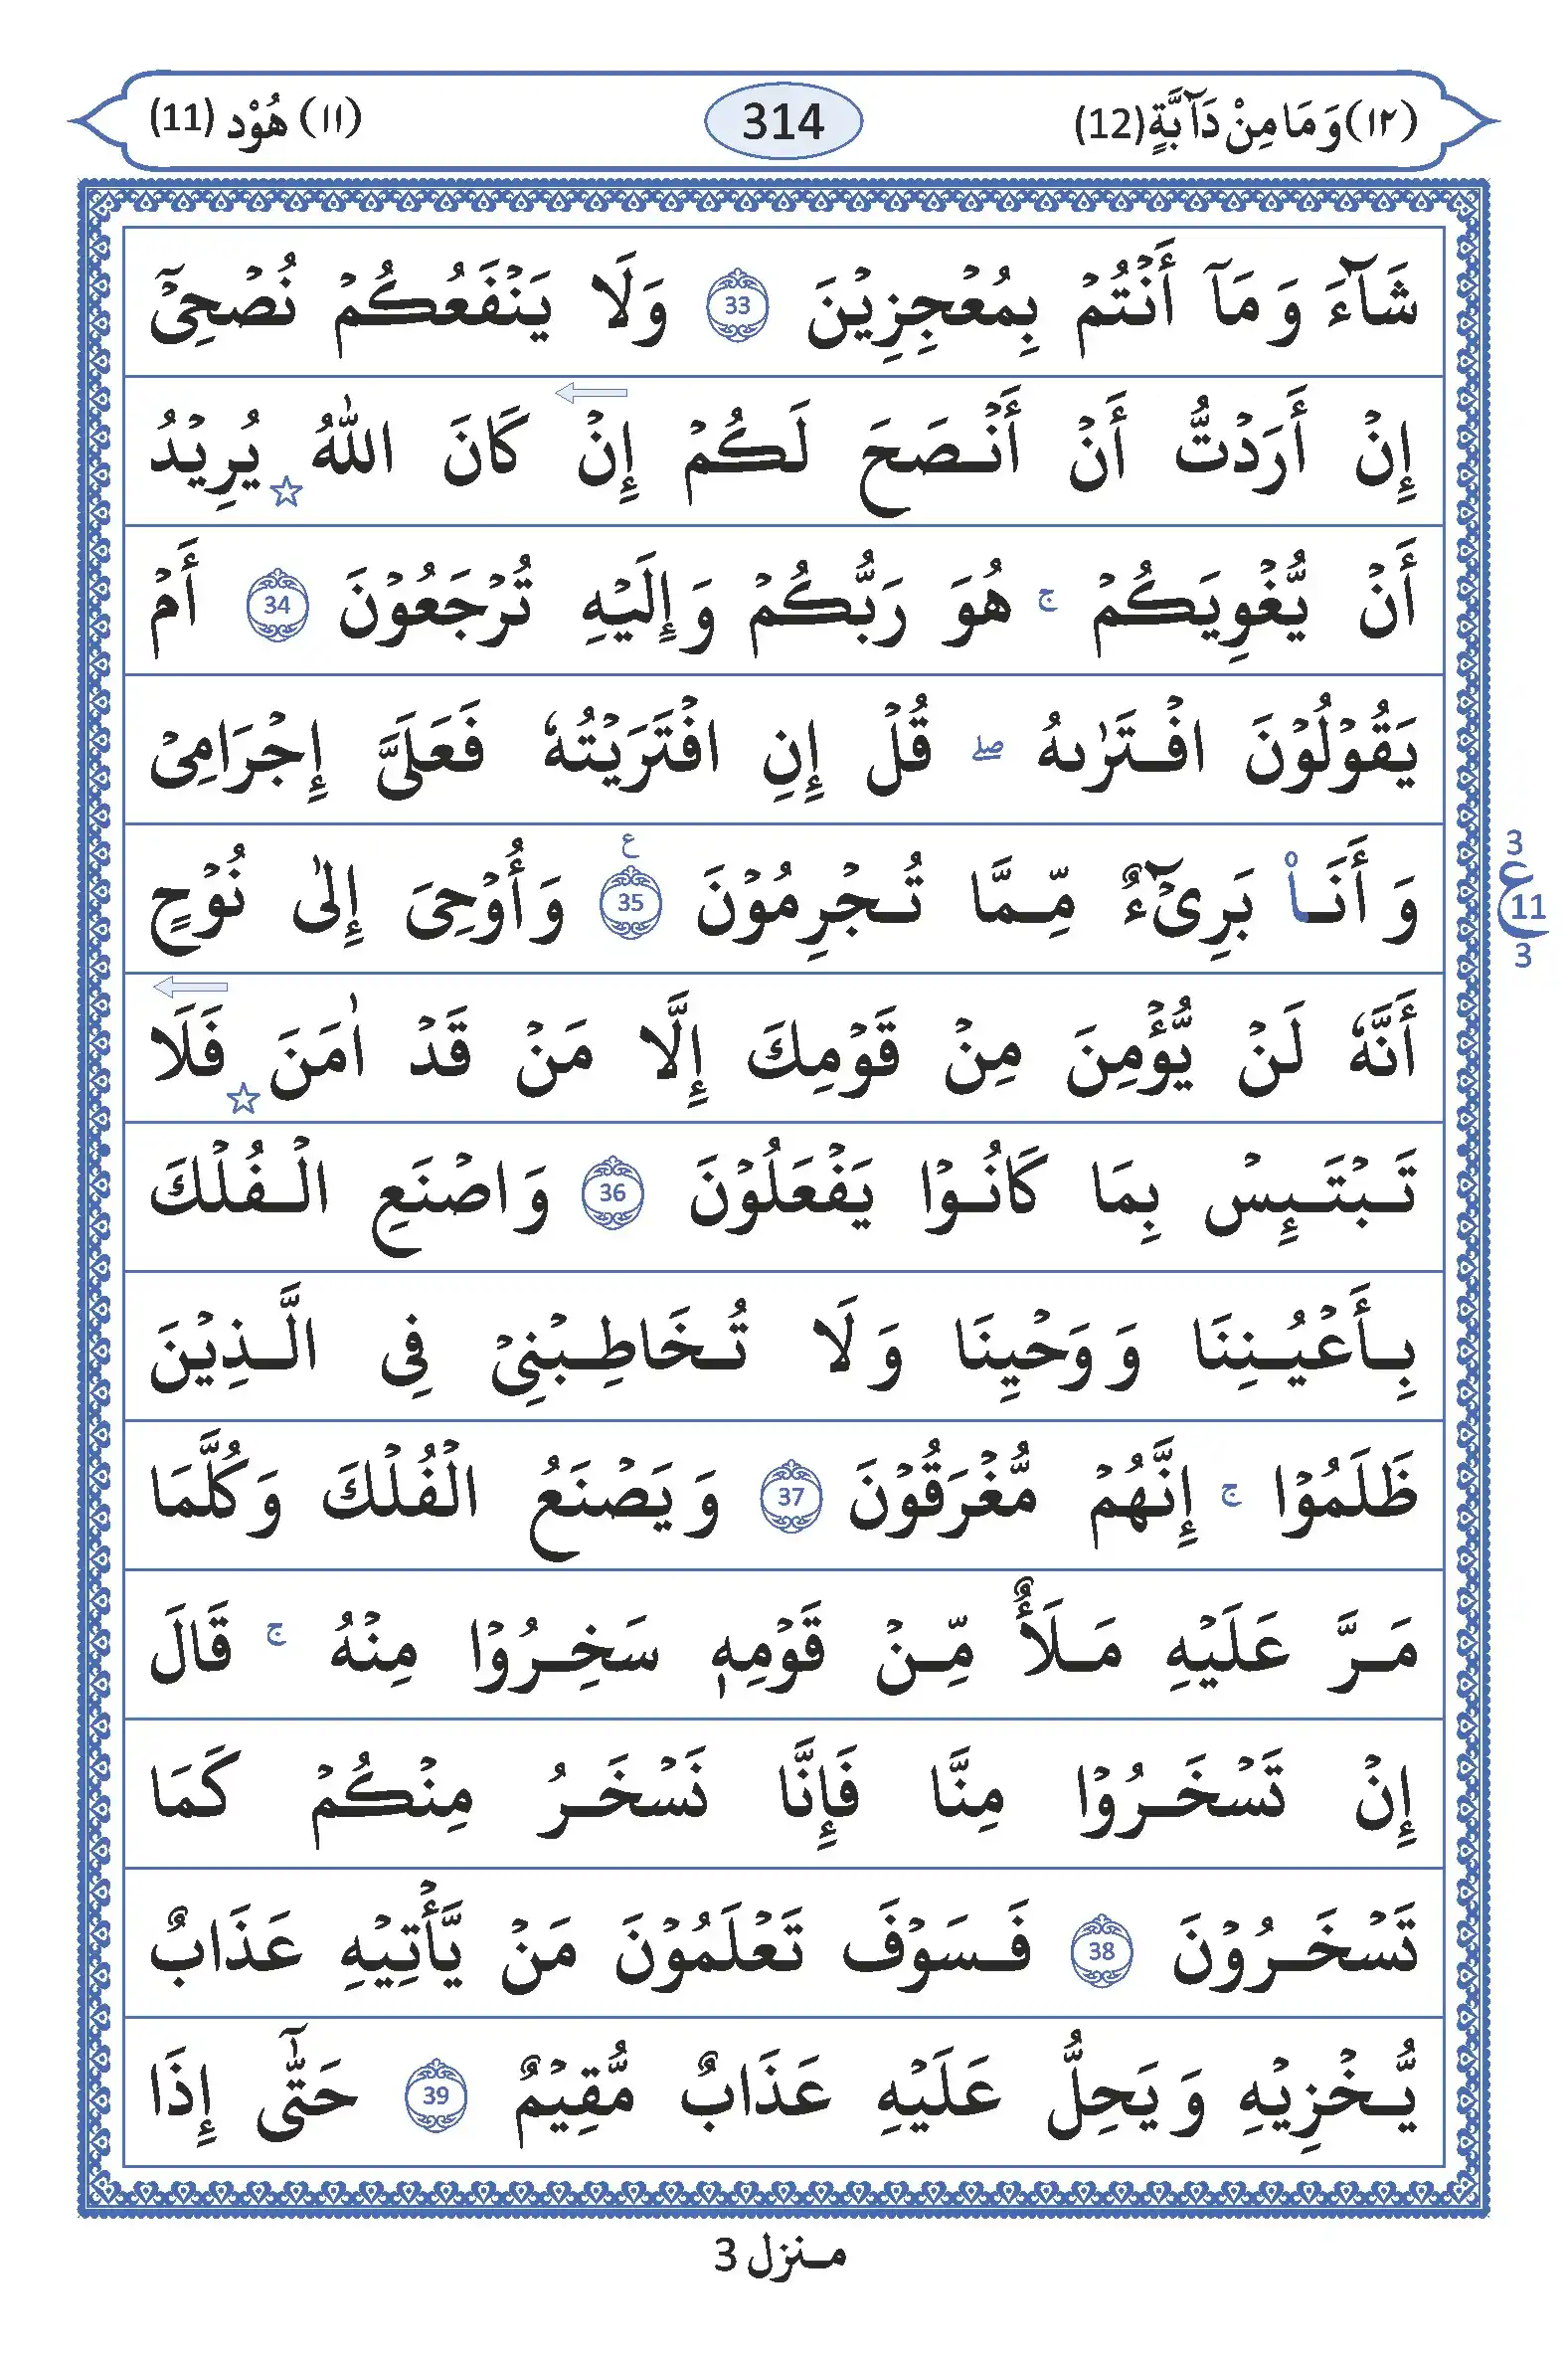 (١٢) وَمَا مِنْ دَآبَّةٍ (12) 314 (١١) هُوْد (11)
شَآءَ وَمَآ أَنْتُمْ بِمُعْجِزِيْنَ 33 وَلَا يَنْفَعُكُمْ نُصْحِىْٓ
إِنْ أَرَدْتُّ أَنْ أَنْصَحَ لَكُمْ إِنْ كَانَ اللّٰهُ يُرِيْدُ
أَنْ يُّغْوِيَكُمْ ۚ هُوَ رَبُّكُمْ وَإِلَيْهِ تُرْجَعُوْنَ 34 أَمْ
يَقُوْلُوْنَ افْتَرٰىهُ ۖ قُلْ إِنِ افْتَرَيْتُهٗ فَعَلَىَّ إِجْرَامِىْ
وَأَنَا۠ بَرِىْٓءٌ مِّمَّا تُجْرِمُوْنَ 35 ع وَأُوْحِىَ إِلٰى نُوْحٍ
3 ع 11 3
أَنَّهٗ لَنْ يُّؤْمِنَ مِنْ قَوْمِكَ إِلَّا مَنْ قَدْ اٰمَنَ فَلَا
تَبْتَئِسْ بِمَا كَانُوْا يَفْعَلُوْنَ 36 وَاصْنَعِ الْفُلْكَ
بِأَعْيُنِنَا وَوَحْيِنَا وَلَا تُخَاطِبْنِىْ فِى الَّذِيْنَ
ظَلَمُوْا ۚ إِنَّهُمْ مُّغْرَقُوْنَ 37 وَيَصْنَعُ الْفُلْكَ وَكُلَّمَا
مَرَّ عَلَيْهِ مَلَأٌ مِّنْ قَوْمِهٖ سَخِرُوْا مِنْهُ ۚ قَالَ
إِنْ تَسْخَرُوْا مِنَّا فَإِنَّا نَسْخَرُ مِنْكُمْ كَمَا
تَسْخَرُوْنَ 38 فَسَوْفَ تَعْلَمُوْنَ مَنْ يَّأْتِيْهِ عَذَابٌ
يُّخْزِيْهِ وَيَحِلُّ عَلَيْهِ عَذَابٌ مُّقِيْمٌ 39 حَتّٰىٓ إِذَا
منزل 3